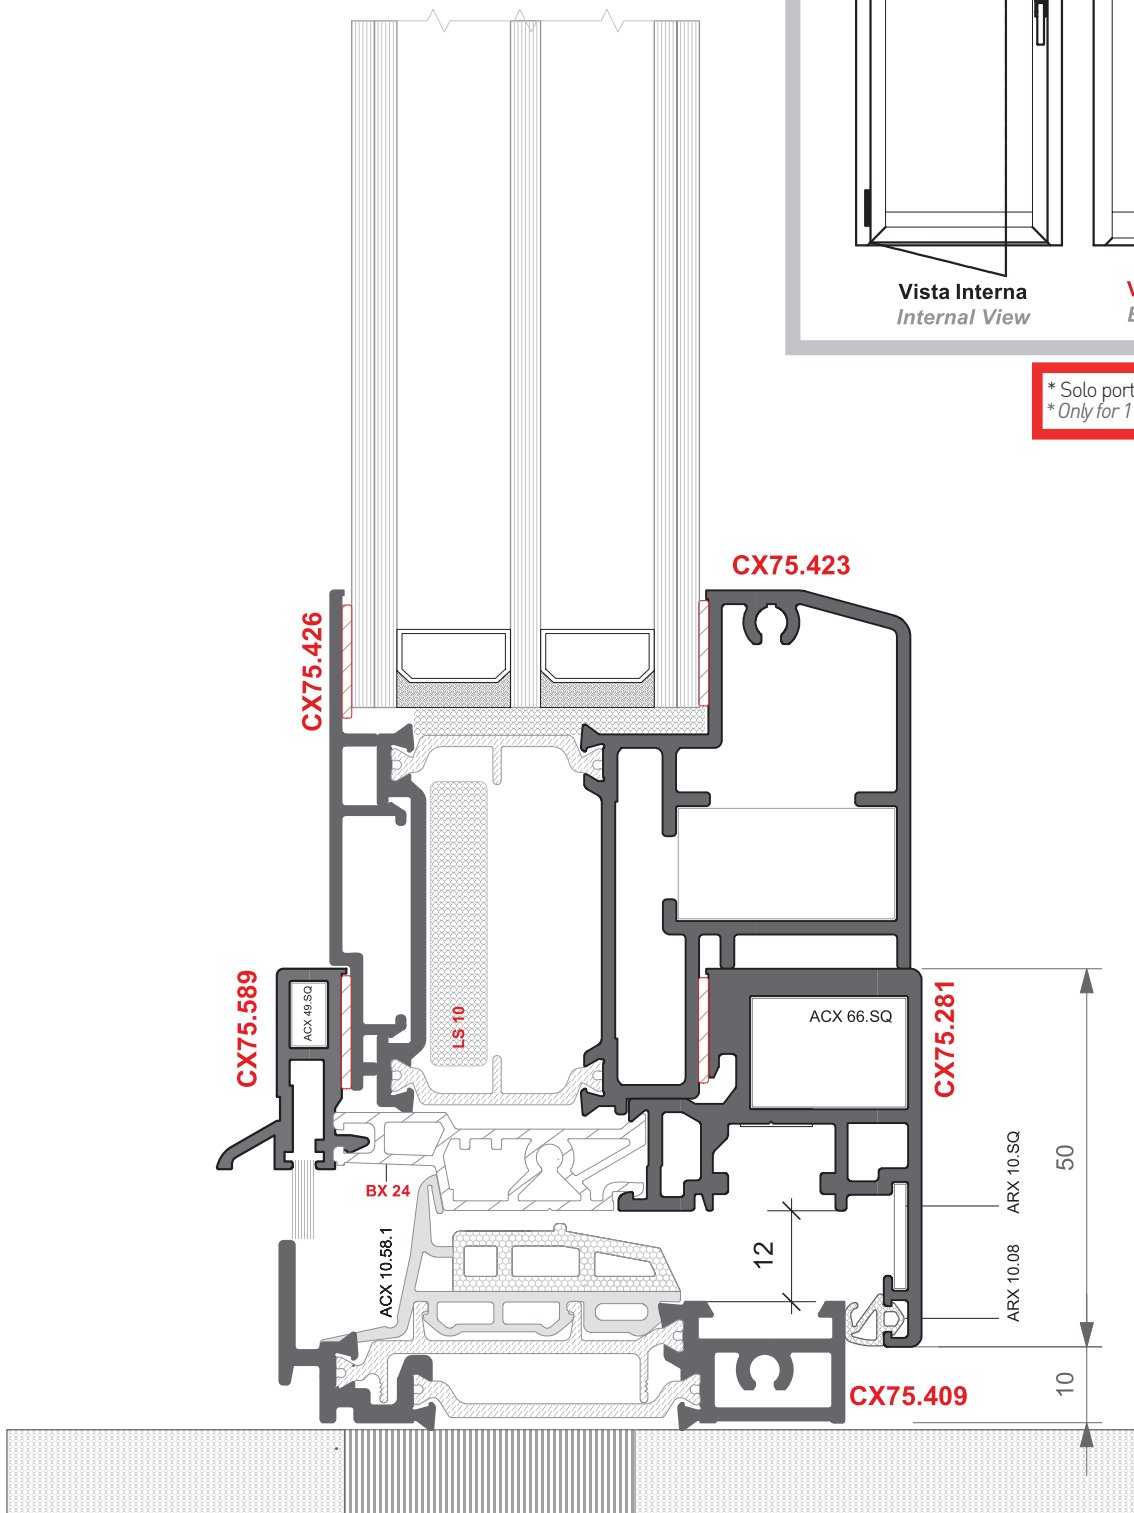 Vista Interna
Internal View
* Solo port
* Only for 1
CX75.423
CX75.426
CX75.589
ACX 49.SQ
LS 10
ACX 66.SQ
CX75.281
BX 24
ACX 10.58.1
12
ARX 10.SQ
50
ARX 10.08
CX75.409
10